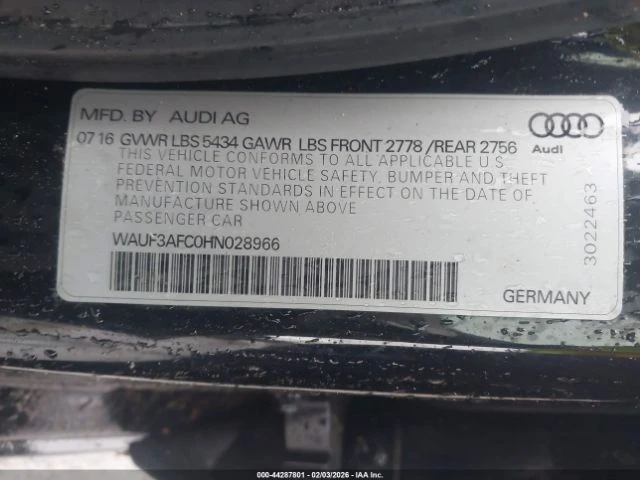 MFD. BY AUDI AG
07 16 GVWR LBS 5434 GAWR LBS FRONT 2778 /REAR 2756
THIS VEHICLE CONFORMS TO ALL APPLICABLE U S
FEDERAL MOTOR VEHICLE SAFETY, BUMPER AND THEFT
PREVENTION STANDARDS IN EFFECT ON THE DATE OF
MANUFACTURE SHOWN ABOVE
PASSENGER CAR
WAUF3AFC0HN028966
Audi
3022463
GERMANY
000-44287801 - 02/03/2026 - IAAI, Inc.